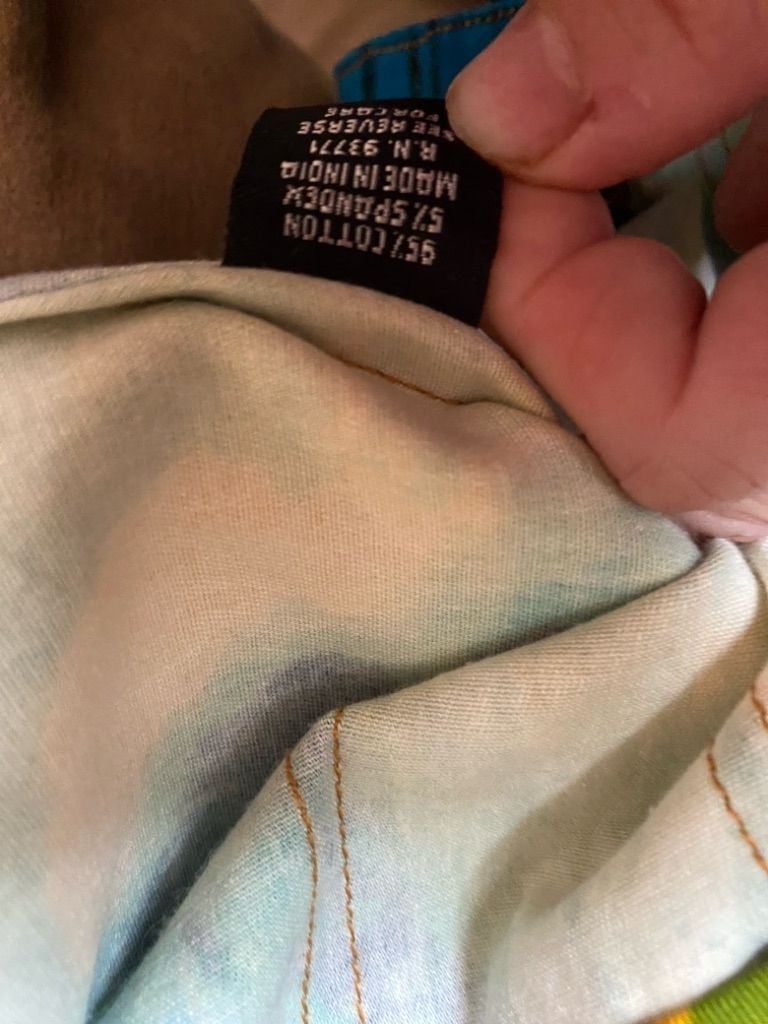 95% COTTON
5% SPANDEX
MADE IN INDIA
R.N. 93771
SEE REVERSE
FOR CARE